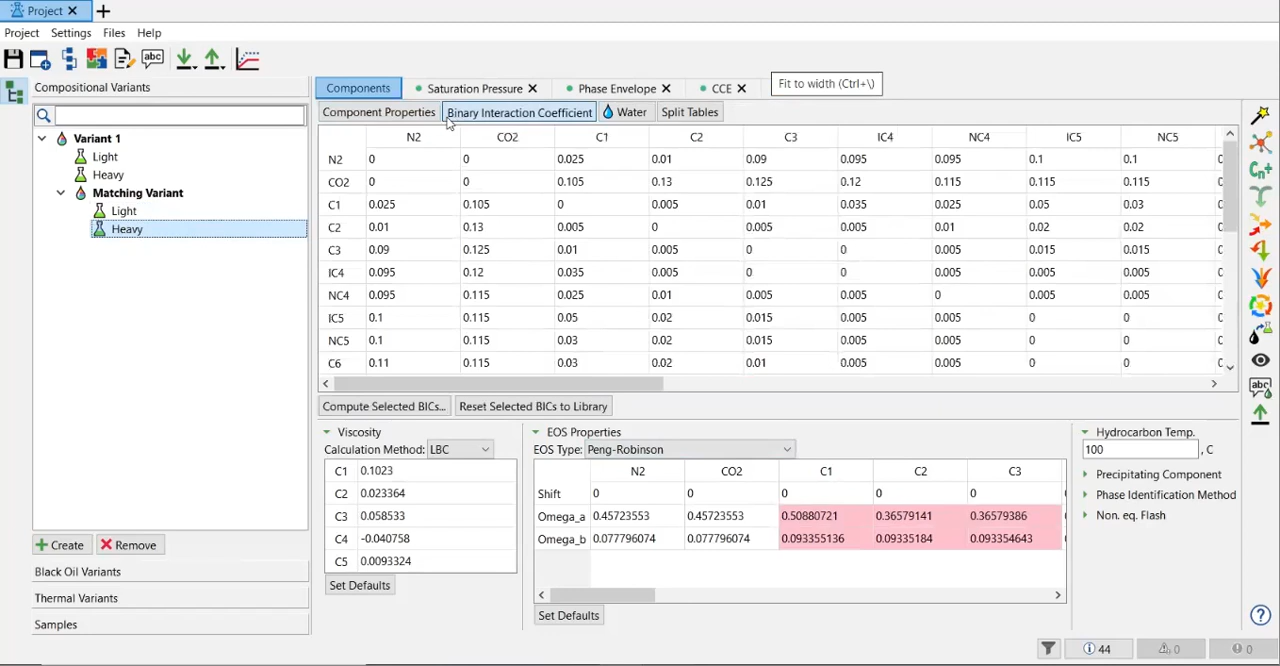 Project
Project Settings Files Help
abc
Compositional Variants
Components Saturation Pressure Phase Envelope CCE Fit to width (Ctrl+\)
Component Properties Binary Interaction Coefficient Water Split Tables
Variant 1
Light
Heavy
Matching Variant
Light
Heavy
N2 CO2 C1 C2 C3 IC4 NC4 IC5 NC5
N2 0 0 0.025 0.01 0.09 0.095 0.095 0.1 0.1
CO2 0 0 0.105 0.13 0.125 0.12 0.115 0.115 0.115
C1 0.025 0.105 0 0.005 0.01 0.035 0.025 0.05 0.03
C2 0.01 0.13 0.005 0 0.005 0.005 0.01 0.02 0.02
C3 0.09 0.125 0.01 0.005 0 0 0.005 0.015 0.015
IC4 0.095 0.12 0.035 0.005 0 0 0.005 0.005 0.005
NC4 0.095 0.115 0.025 0.01 0.005 0.005 0 0.005 0.005
IC5 0.1 0.115 0.05 0.02 0.015 0.005 0.005 0 0
NC5 0.1 0.115 0.03 0.02 0.015 0.005 0.005 0 0
C6 0.11 0.115 0.03 0.02 0.01 0.005 0.005 0 0
Cn+
abc
Compute Selected BICs... Reset Selected BICs to Library
Viscosity
Calculation Method: LBC
C1 0.1023
C2 0.023364
C3 0.058533
C4 -0.040758
C5 0.0093324
Set Defaults
EOS Properties
EOS Type: Peng-Robinson
N2 CO2 C1 C2 C3
Shift 0 0 0 0 0
Omega_a 0.45723553 0.45723553 0.50880721 0.36579141 0.36579386
Omega_b 0.077796074 0.077796074 0.093355136 0.09335184 0.093354643
Set Defaults
Hydrocarbon Temp.
100 , C
Precipitating Component
Phase Identification Method
Non. eq. Flash
Create Remove
Black Oil Variants
Thermal Variants
Samples
44 0 0